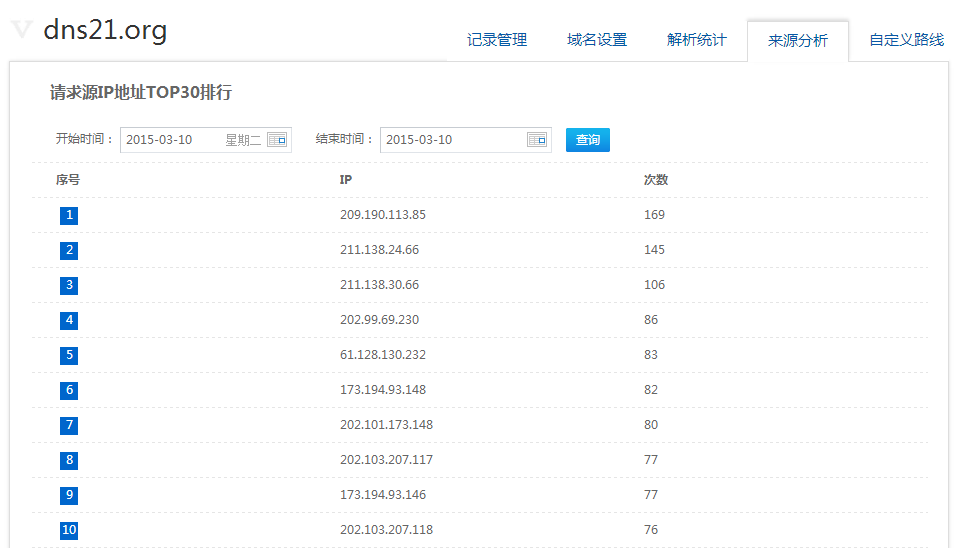 V dns21.org
记录管理 域名设置 解析统计 来源分析 自定义路线
请求源IP地址TOP30排行
开始时间： 2015-03-10 星期二 结束时间： 2015-03-10 查询
序号 IP 次数
1 209.190.113.85 169
2 211.138.24.66 145
3 211.138.30.66 106
4 202.99.69.230 86
5 61.128.130.232 83
6 173.194.93.148 82
7 202.101.173.148 80
8 202.103.207.117 77
9 173.194.93.146 77
10 202.103.207.118 76